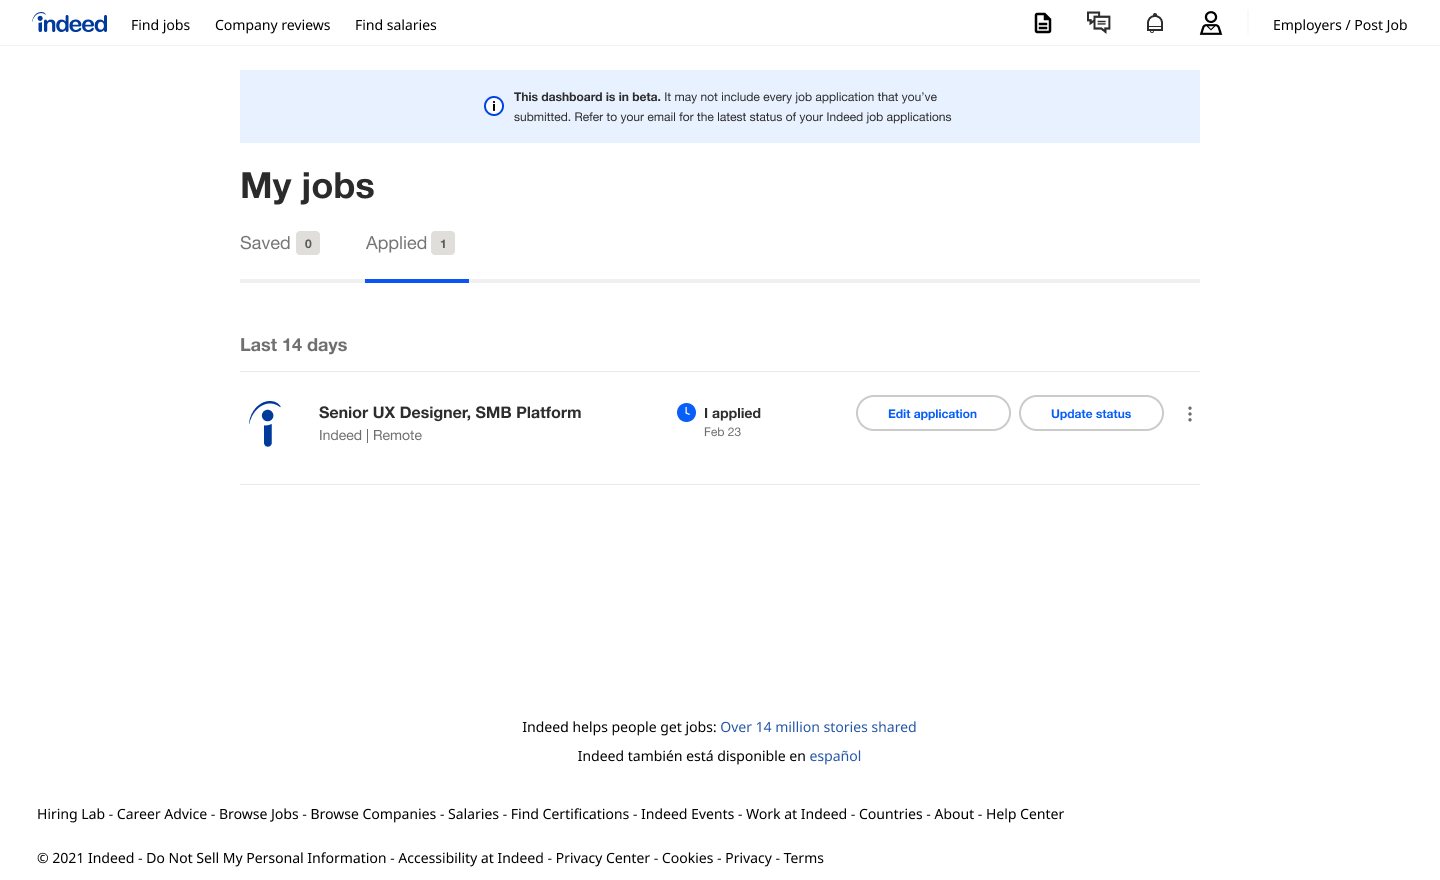 indeed Find jobs Company reviews Find salaries Employers / Post Job
This dashboard is in beta. It may not include every job application that you’ve
submitted. Refer to your email for the latest status of your Indeed job applications
My jobs
Saved 0 Applied 1
Last 14 days
Senior UX Designer, SMB Platform I applied Edit application Update status
Indeed | Remote Feb 23
Indeed helps people get jobs: Over 14 million stories shared
Indeed también está disponible en español
Hiring Lab - Career Advice - Browse Jobs - Browse Companies - Salaries - Find Certifications - Indeed Events - Work at Indeed - Countries - About - Help Center
© 2021 Indeed - Do Not Sell My Personal Information - Accessibility at Indeed - Privacy Center - Cookies - Privacy - Terms